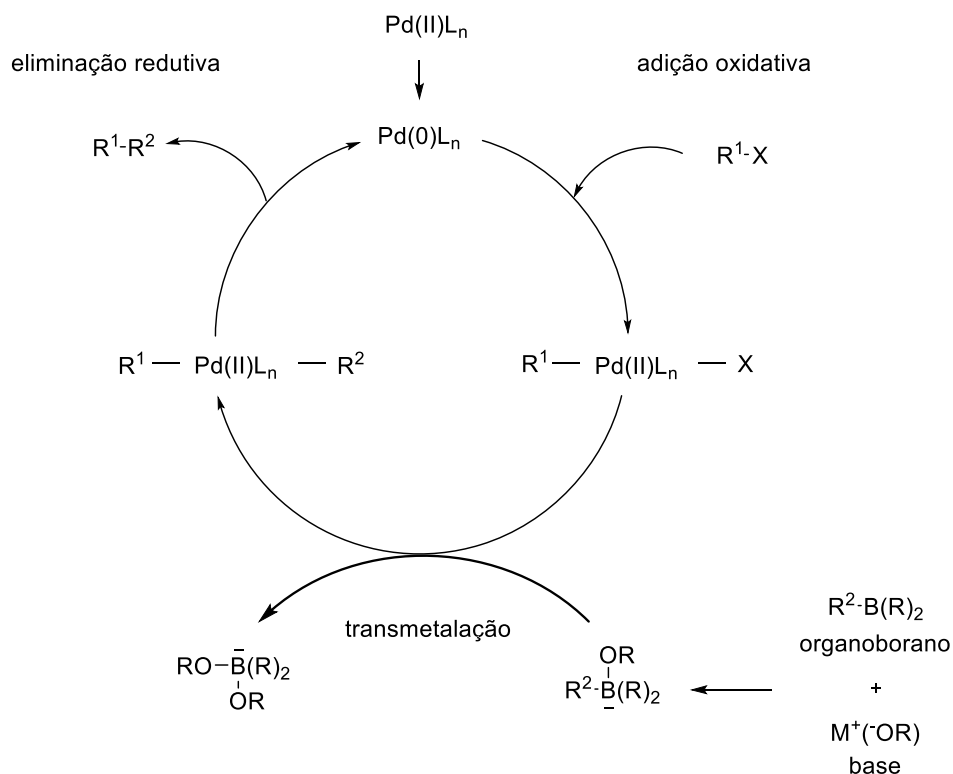 Pd(II)Lₙ
eliminação redutiva
adição oxidativa
Pd(0)Lₙ
R¹-R²
R¹-X
R¹ — Pd(II)Lₙ — R²
R¹ — Pd(II)Lₙ — X
transmetalação
R²-B(R)₂
organoborano
+
M⁺(⁻OR)
base
OR
R²-B̲(R)₂
RO-B̄(R)₂
OR